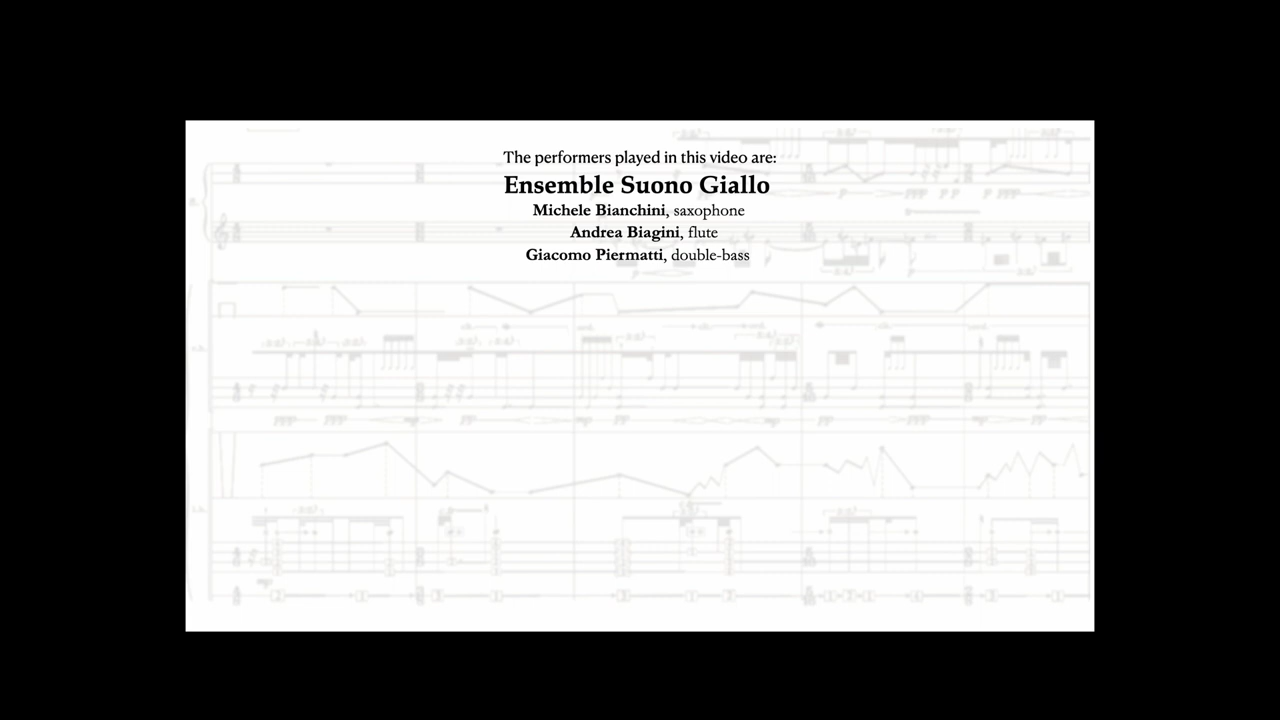 The performers played in this video are:
Ensemble Suono Giallo
Michele Bianchini, saxophone
Andrea Biagini, flute
Giacomo Piermatti, double-bass